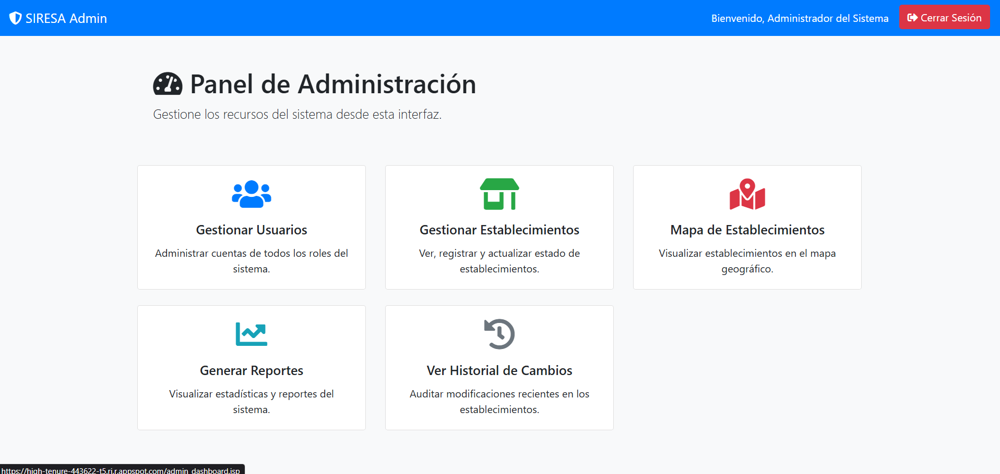 SIRESA Admin
Bienvenido, Administrador del Sistema
Cerrar Sesión
Panel de Administración
Gestione los recursos del sistema desde esta interfaz.
Gestionar Usuarios
Administrar cuentas de todos los roles del
sistema.
Gestionar Establecimientos
Ver, registrar y actualizar estado de
establecimientos.
Mapa de Establecimientos
Visualizar establecimientos en el mapa
geográfico.
Generar Reportes
Visualizar estadísticas y reportes del
sistema.
Ver Historial de Cambios
Auditar modificaciones recientes en los
establecimientos.
https://high-tenure-443622-t5.rj.r.appspot.com/admin_dashboard.jsp